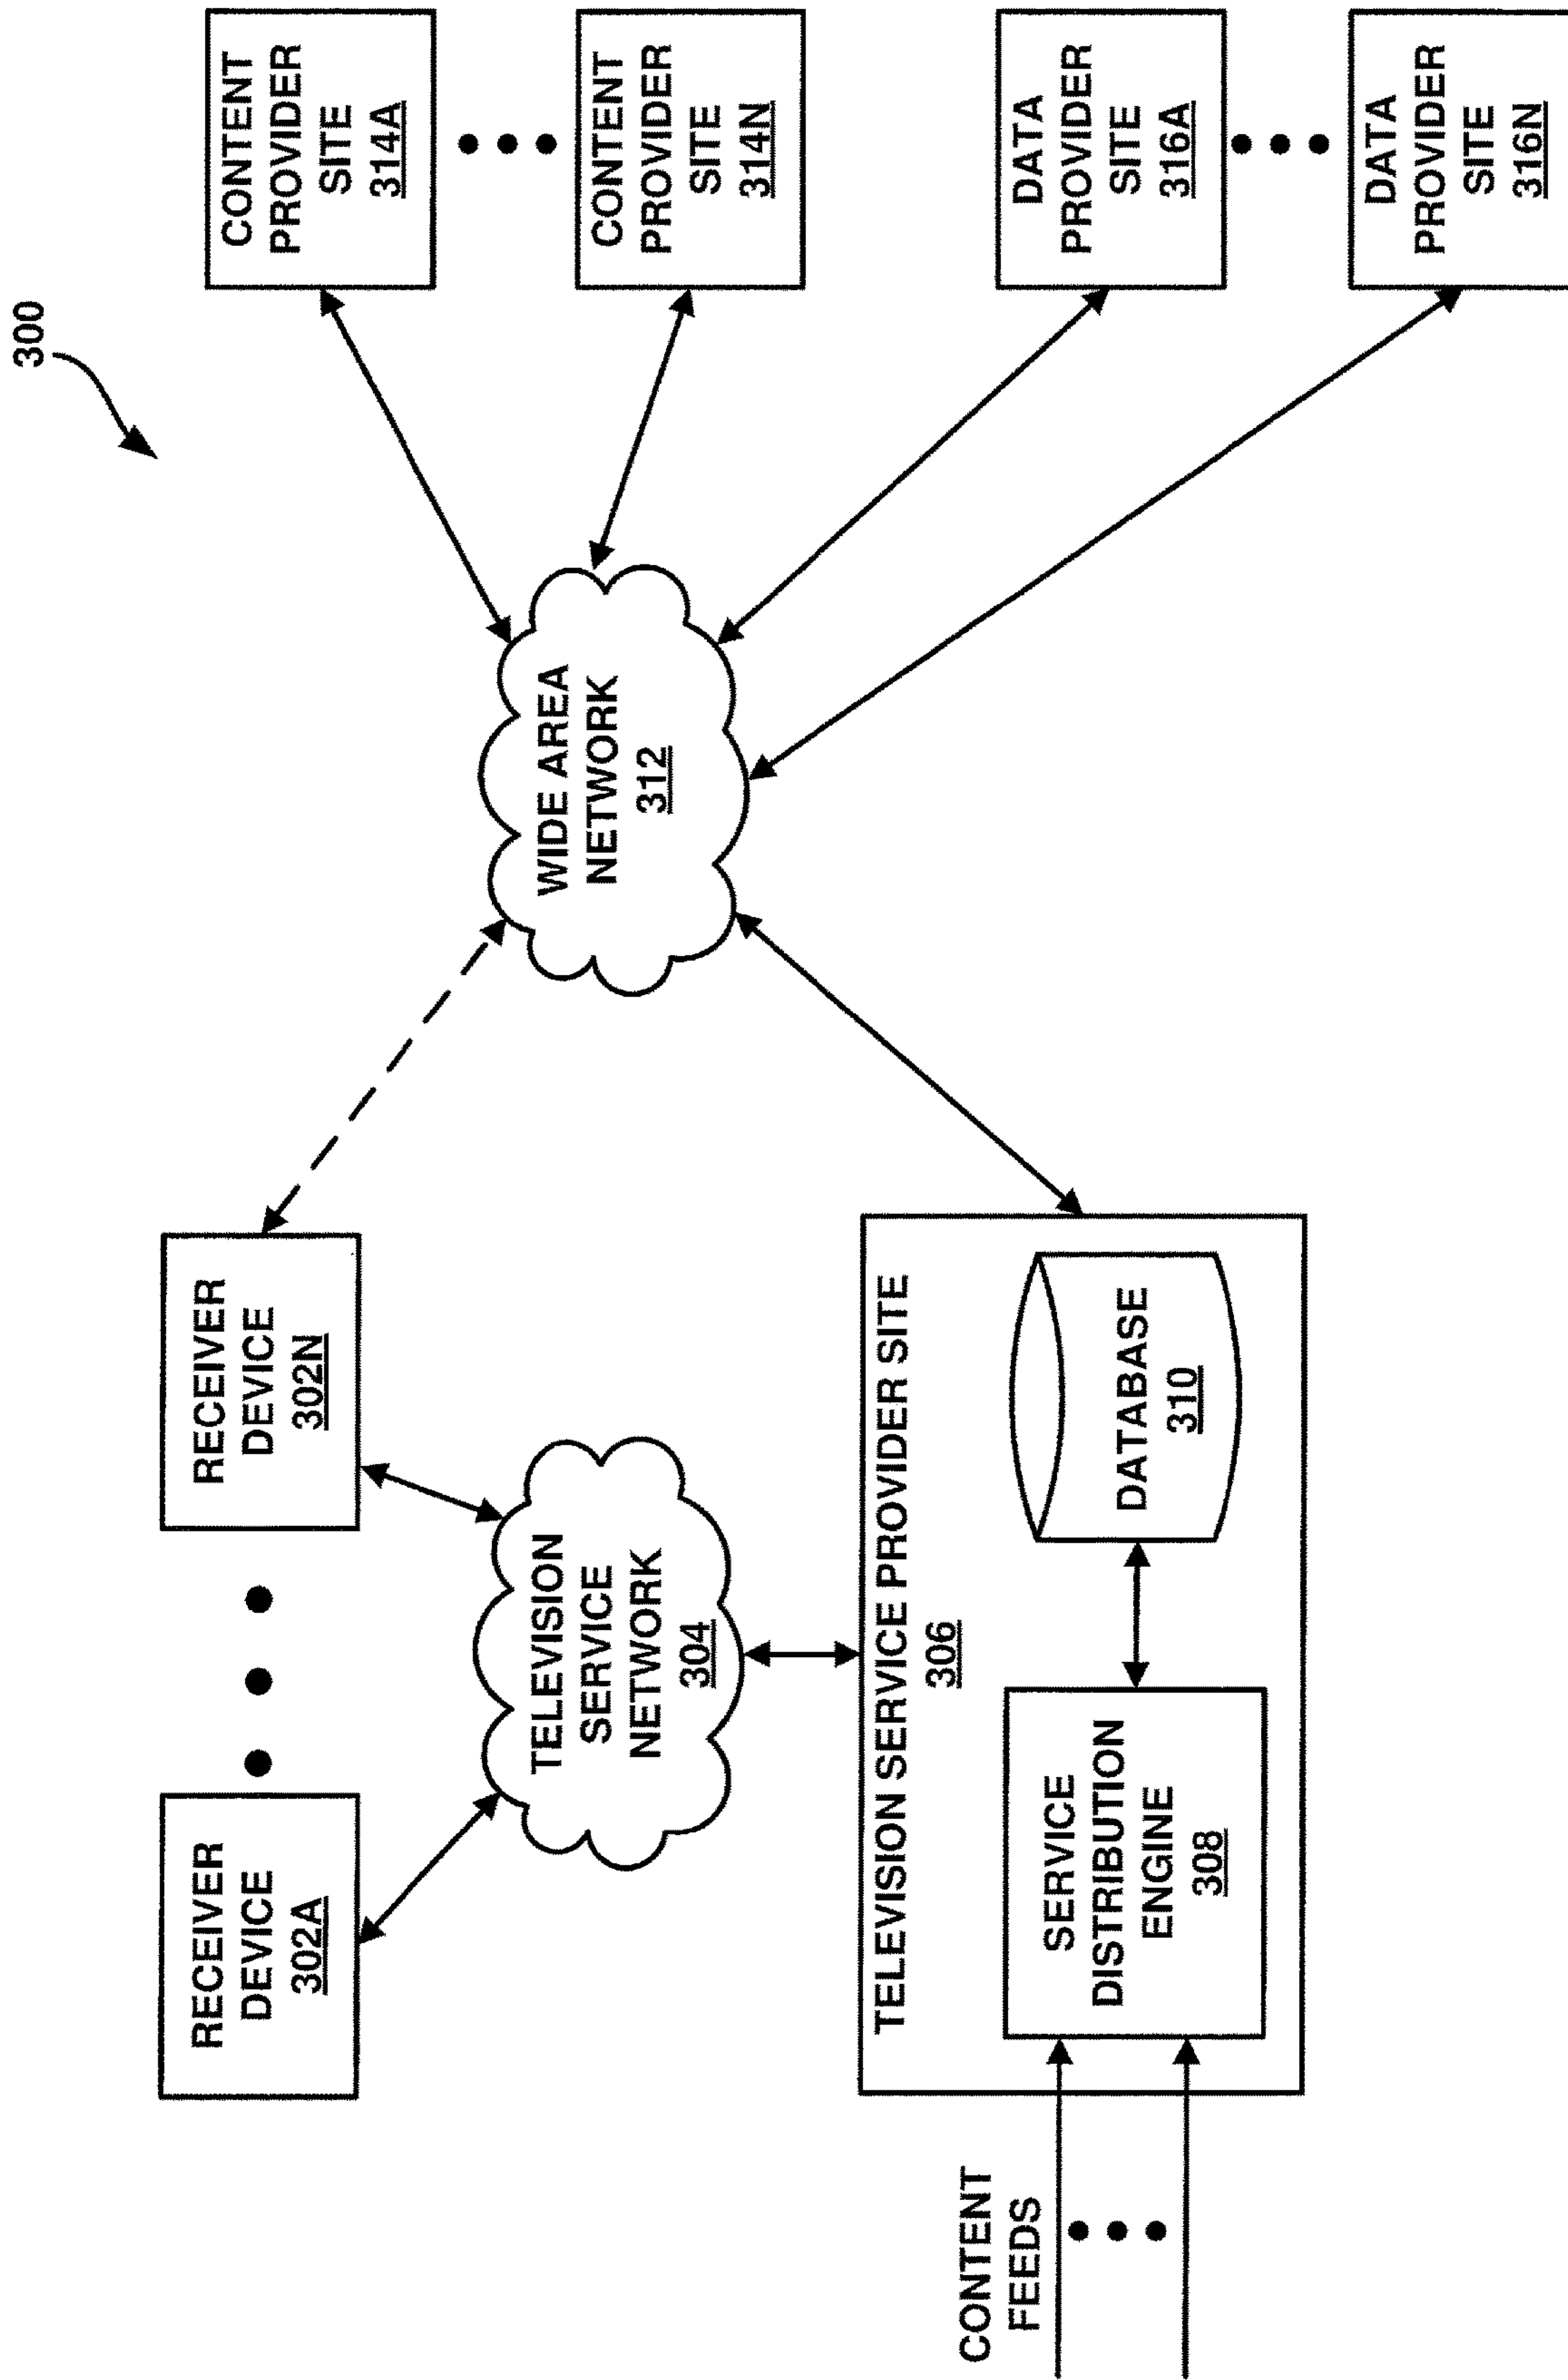 300
RECEIVER
DEVICE
302A
RECEIVER
DEVICE
302N
CONTENT
PROVIDER
SITE
314A
CONTENT
PROVIDER
SITE
314N
TELEVISION
SERVICE
NETWORK
304
WIDE AREA
NETWORK
312
TELEVISION SERVICE PROVIDER SITE
306
CONTENT
FEEDS
SERVICE
DISTRIBUTION
ENGINE
308
DATABASE
310
DATA
PROVIDER
SITE
316A
DATA
PROVIDER
SITE
316N